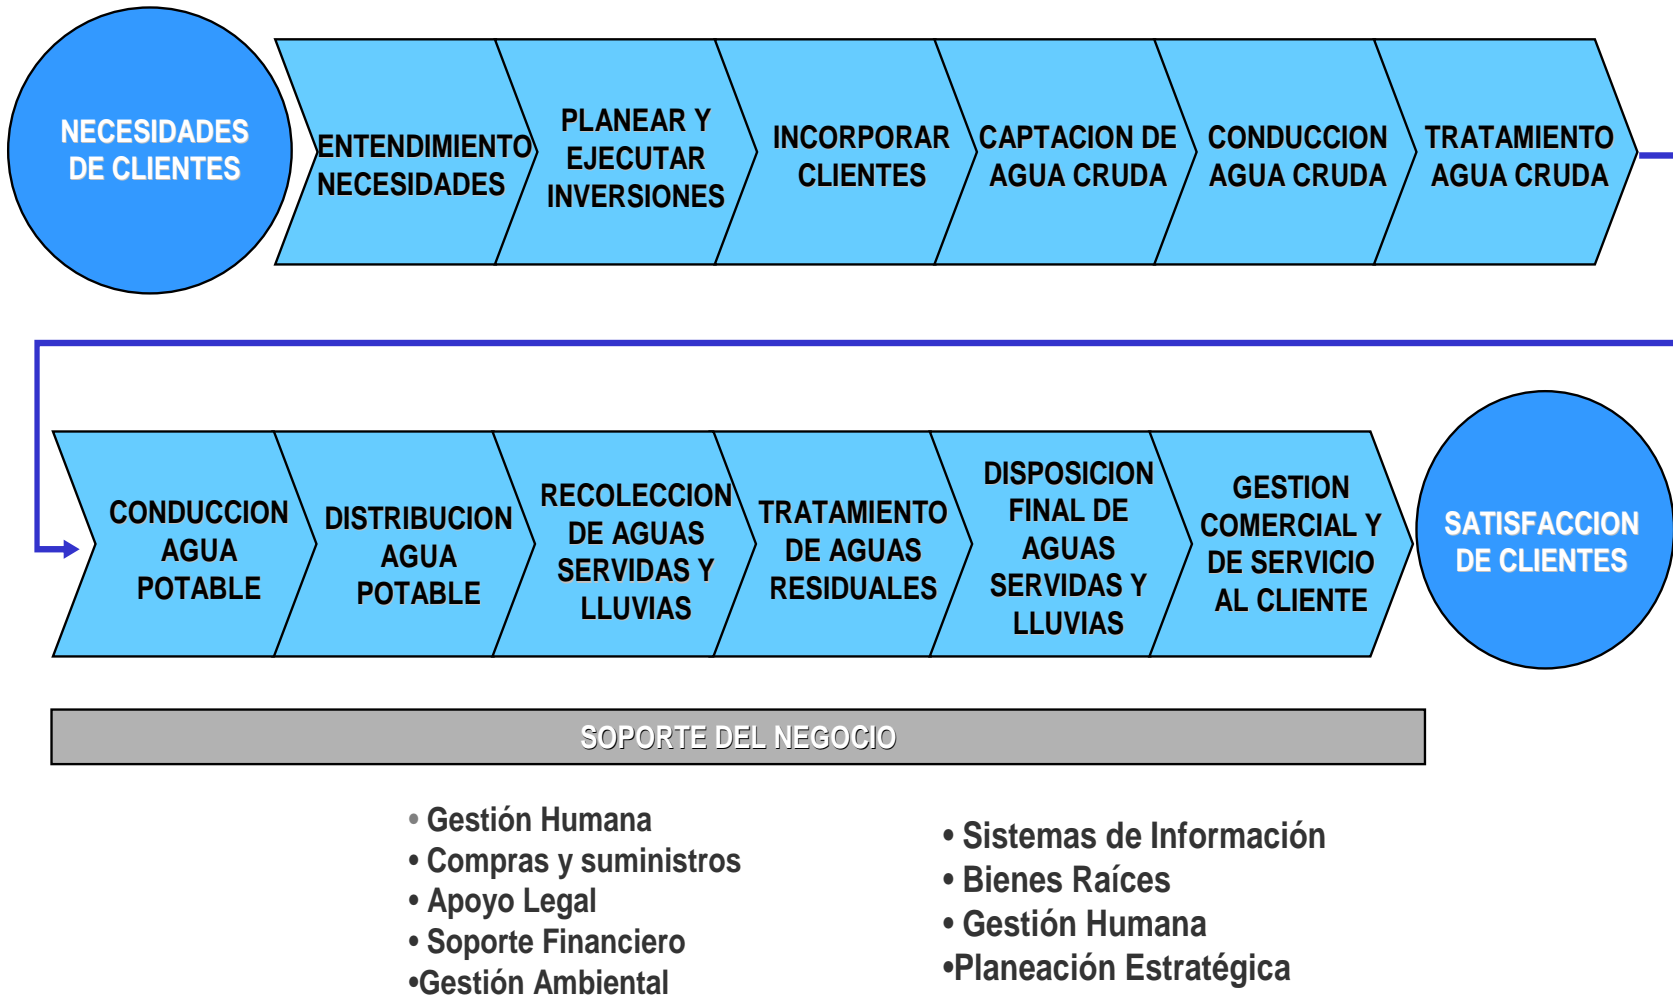 NECESIDADES
DE CLIENTES
ENTENDIMIENTO
NECESIDADES
PLANEAR Y
EJECUTAR
INVERSIONES
INCORPORAR
CLIENTES
CAPTACION DE
AGUA CRUDA
CONDUCCION
AGUA CRUDA
TRATAMIENTO
AGUA CRUDA
CONDUCCION
AGUA
POTABLE
DISTRIBUCION
AGUA
POTABLE
RECOLECCION
DE AGUAS
SERVIDAS Y
LLUVIAS
TRATAMIENTO
DE AGUAS
RESIDUALES
DISPOSICION
FINAL DE
AGUAS
SERVIDAS Y
LLUVIAS
GESTION
COMERCIAL Y
DE SERVICIO
AL CLIENTE
SATISFACCION
DE CLIENTES
SOPORTE DEL NEGOCIO
• Gestión Humana
• Compras y suministros
• Apoyo Legal
• Soporte Financiero
•Gestión Ambiental
• Sistemas de Información
• Bienes Raíces
• Gestión Humana
•Planeación Estratégica